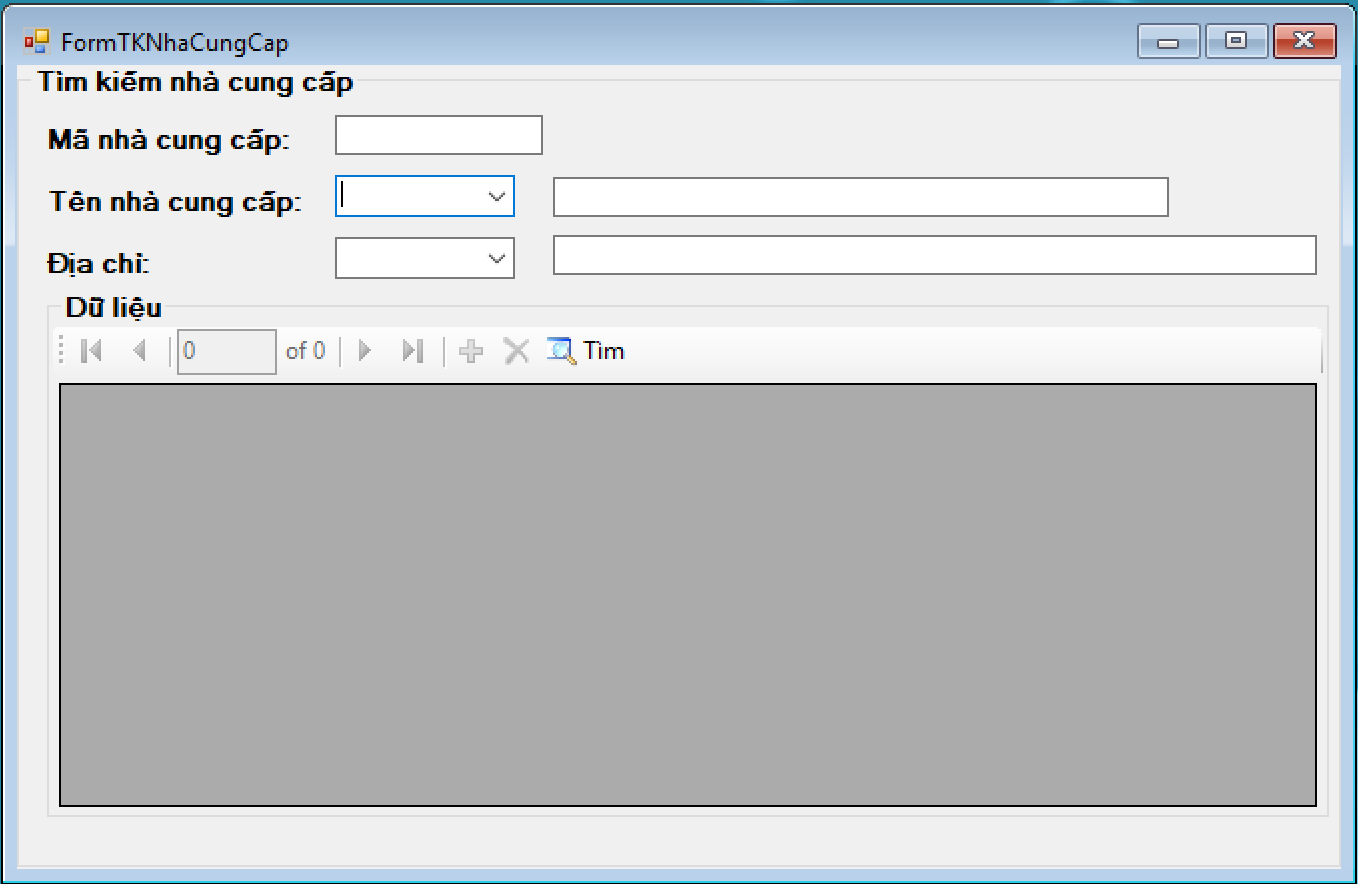 FormTKNhaCungCap
Tìm kiếm nhà cung cấp
Mã nhà cung cấp:
Tên nhà cung cấp:
Địa chỉ:
Dữ liệu
0 of 0 Tìm